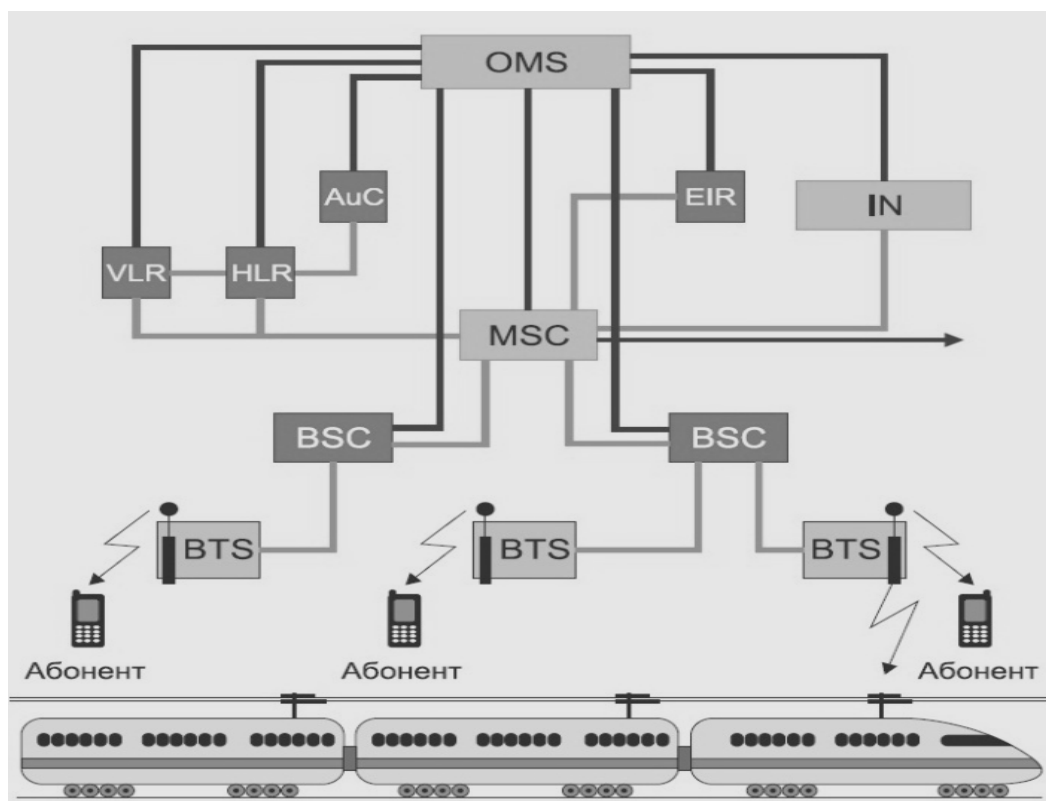 OMS
AuC
EIR
IN
VLR
HLR
MSC
BSC
BSC
BTS
BTS
BTS
Абонент
Абонент
Абонент